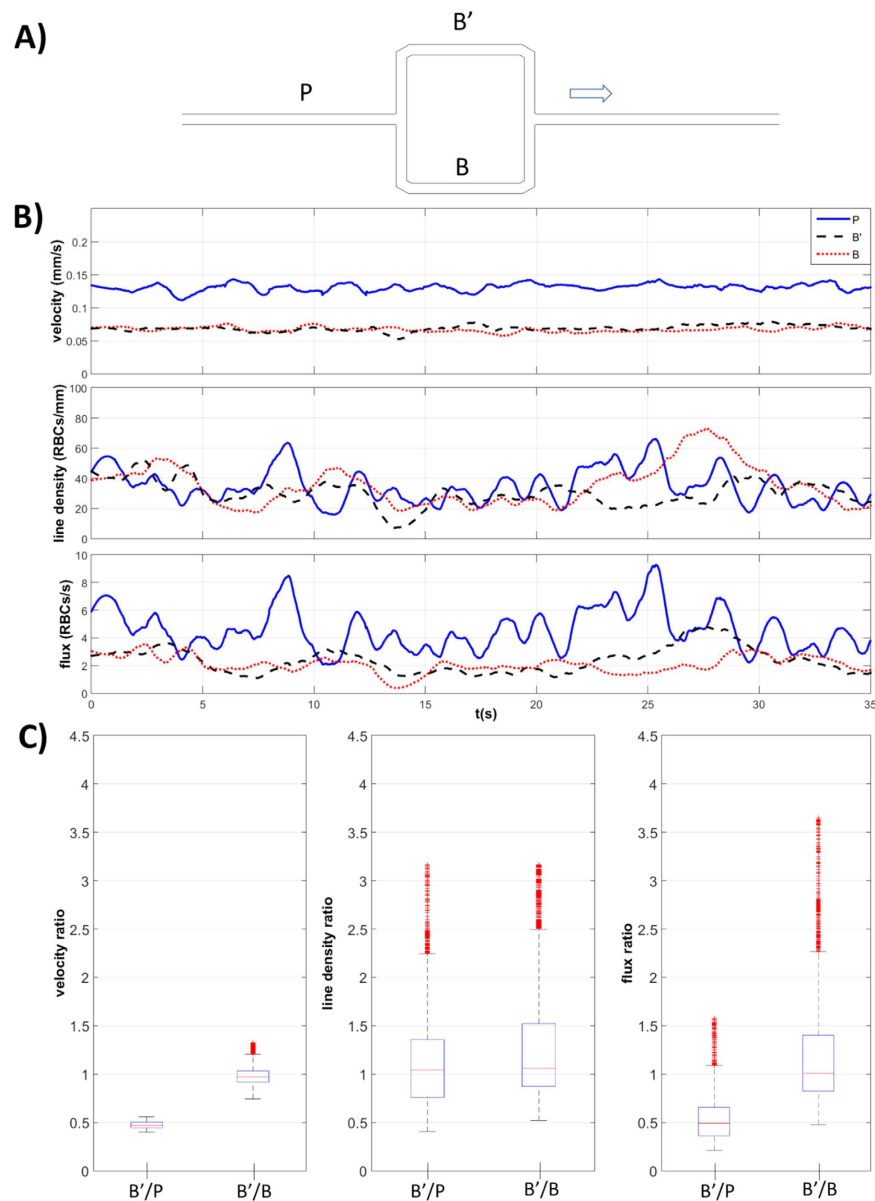 A)
B'
P
B
B)
velocity (mm/s)
0.2
0.15
0.1
0.05
0
P
B'
B
line density (RBCs/mm)
100
80
60
40
20
0
flux (RBCs/s)
10
8
6
4
2
0
0 5 10 15 20 25 30 35
t(s)
C)
velocity ratio
4.5
4
3.5
3
2.5
2
1.5
1
0.5
0
B'/P B'/B
line density ratio
4.5
4
3.5
3
2.5
2
1.5
1
0.5
0
B'/P B'/B
flux ratio
4.5
4
3.5
3
2.5
2
1.5
1
0.5
0
B'/P B'/B